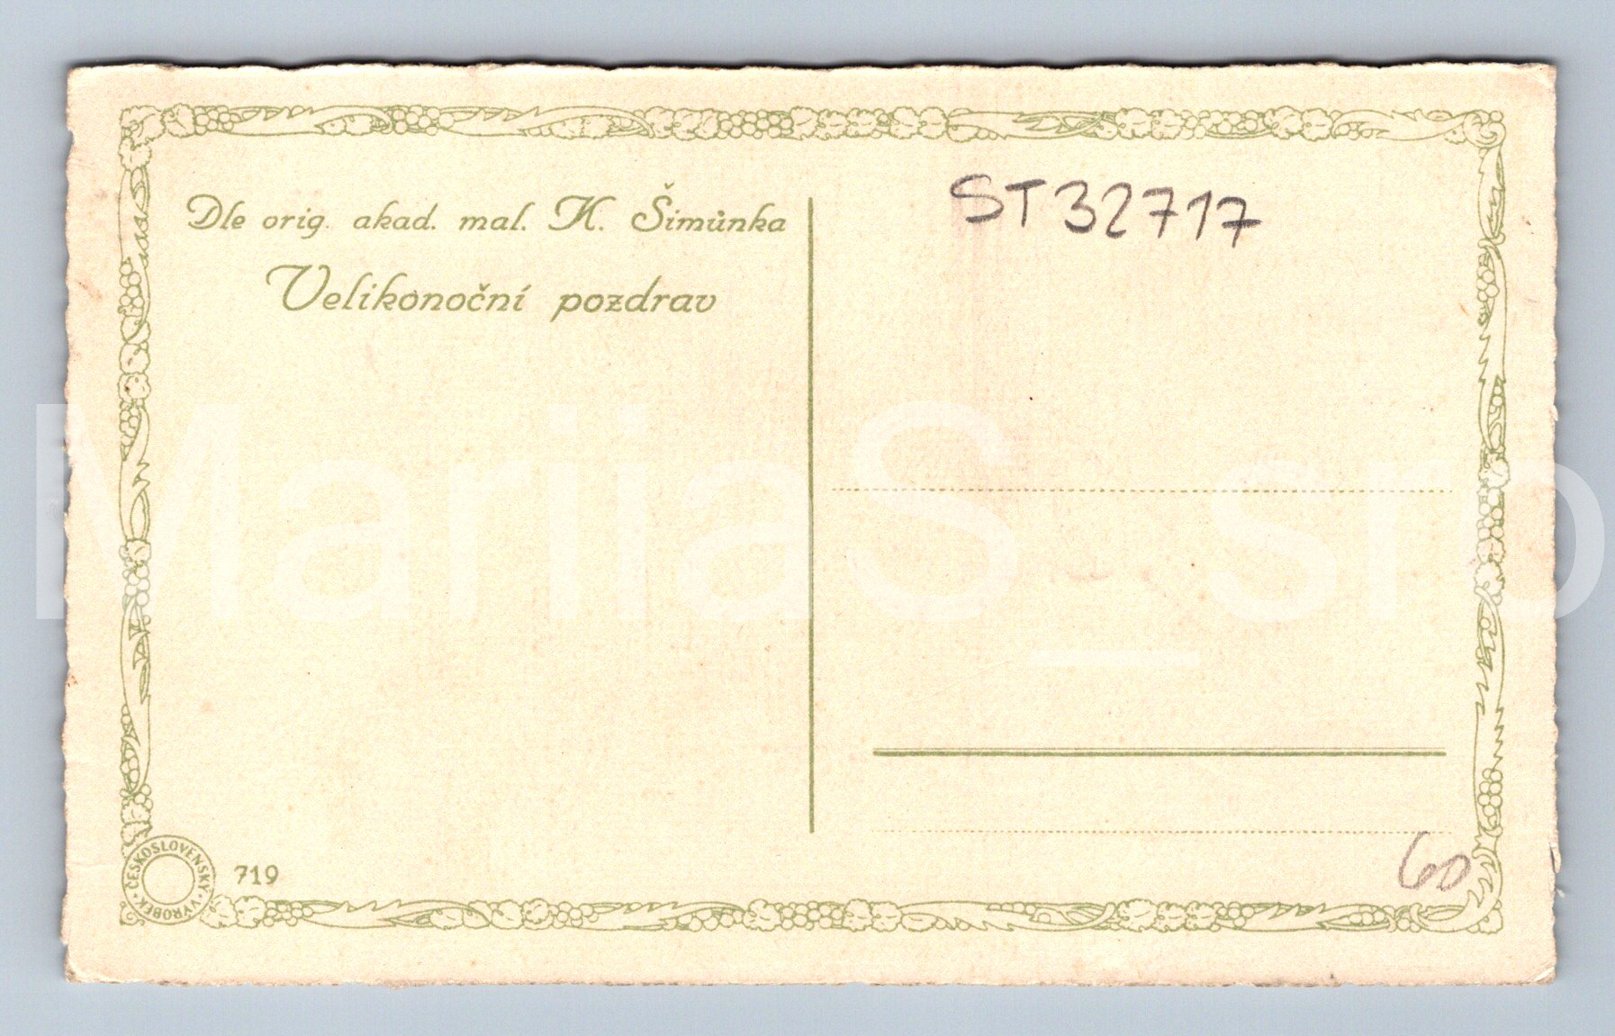 Dle orig. akad. mal. K. Šimůnka
Velikonoční pozdrav
ST32717
MariiaS_sro
ČESKOSLOVENSKÝ · VÝROBEK ·
719
60